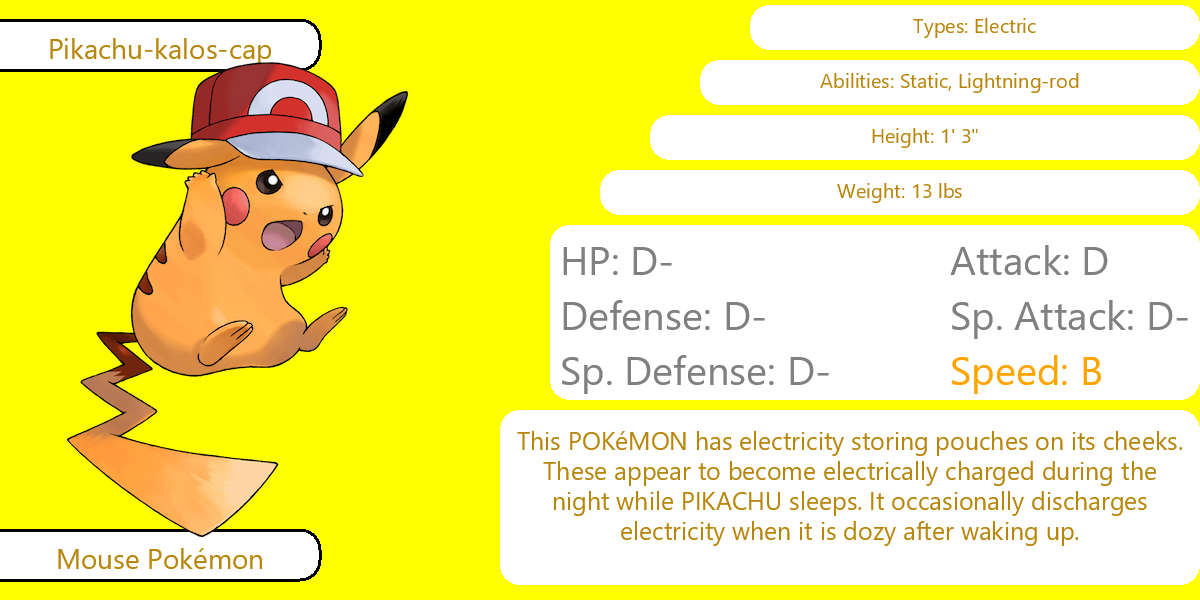 Pikachu-kalos-cap
Types: Electric
Abilities: Static, Lightning-rod
Height: 1' 3"
Weight: 13 lbs
HP: D- Attack: D
Defense: D- Sp. Attack: D-
Sp. Defense: D- Speed: B
This POKéMON has electricity storing pouches on its cheeks.
These appear to become electrically charged during the
night while PIKACHU sleeps. It occasionally discharges
electricity when it is dozy after waking up.
Mouse Pokémon